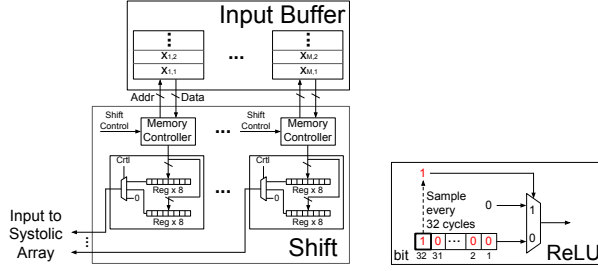 Input Buffer
⋮ ⋮
X1,2 ... XM,2
X1,1 XM,1
Addr Data
Shift Control Memory Controller ... Shift Control Memory Controller
Crtl Crtl
Reg x 8 ... Reg x 8
0 0
Reg x 8 Reg x 8
Input to
Systolic
Array
⋮
Shift
1
Sample
every
32 cycles
0 1
1 0 ... 0 0 0
bit 32 31 2 1
ReLU